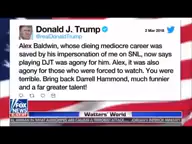 Donald J. Trump
@realDonaldTrump
2 Mar 2018
Alex Baldwin, whose dieing mediocre career was
saved by his impersonation of me on SNL, now says
playing DJT was agony for him. Alex, it was also
agony for those who were forced to watch. You were
terrible. Bring back Darrell Hammond, much funnier
and a far greater talent!
FOX
NEWS
Watters' World